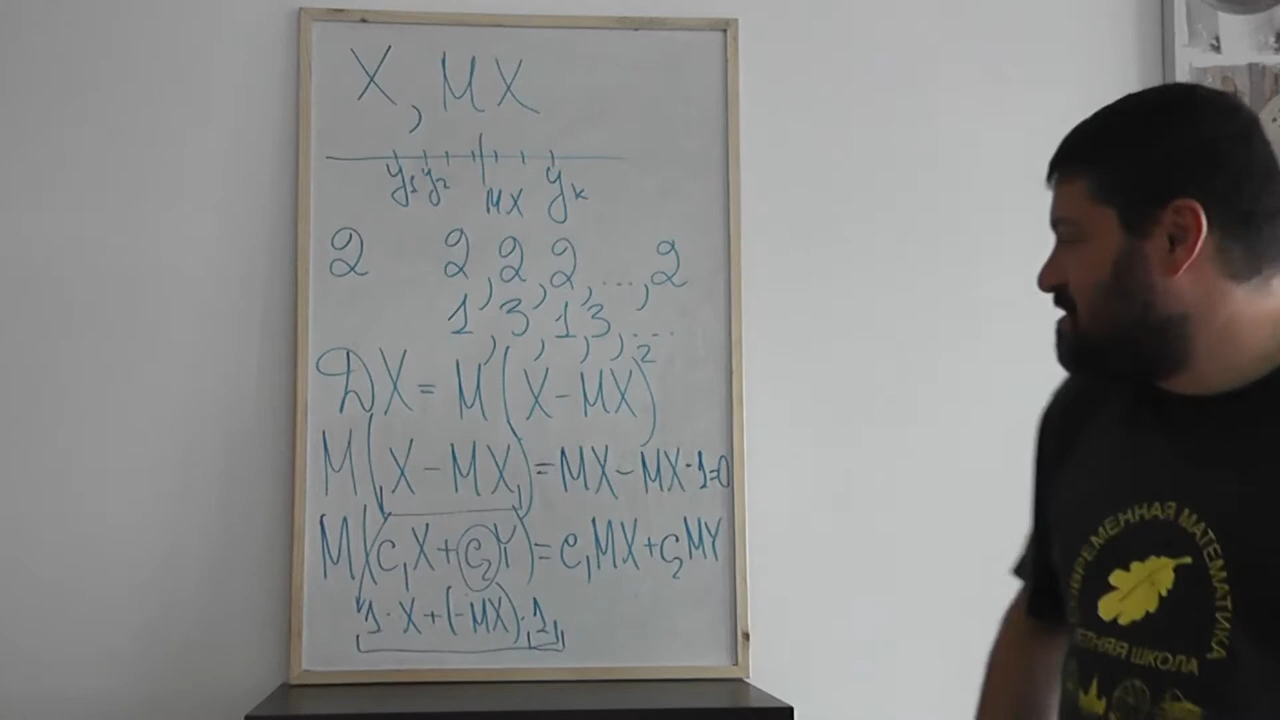 X, MX
y₁ y₂ MX yₖ
2 2, 2, 2, ..., 2
1, 3, 1, 3, ...
DX = M(X - MX)²
M(X - MX) = MX - MX·1=0
M(c₁X + c₂Y) = c₁MX + c₂MY
1·X + (-MX)·1
СОВРЕМЕННАЯ МАТЕМАТИКА
ЛЕТНЯЯ ШКОЛА